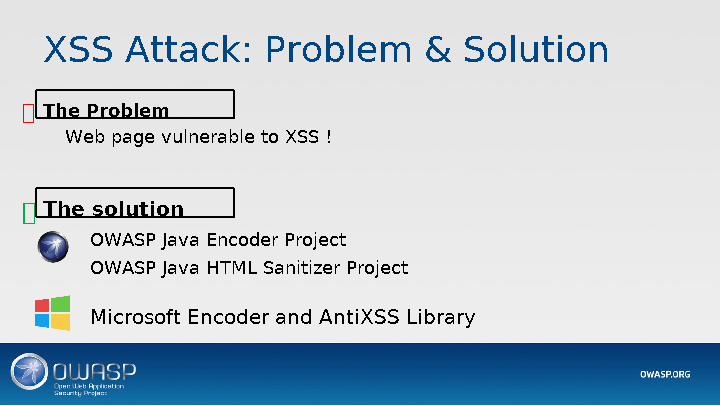 XSS Attack: Problem & Solution
The Problem
Web page vulnerable to XSS !
The solution
OWASP Java Encoder Project
OWASP Java HTML Sanitizer Project
Microsoft Encoder and AntiXSS Library
OWASP
Open Web Application
Security Project
OWASP.ORG